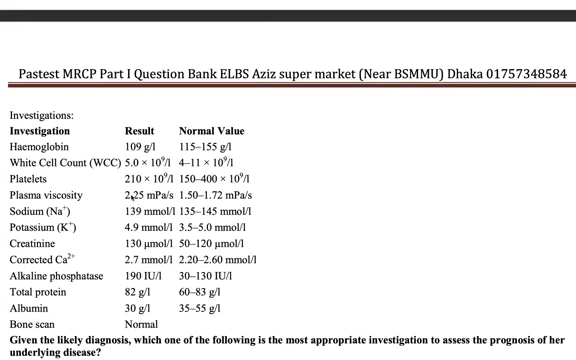 Pastest MRCP Part I Question Bank ELBS Aziz super market (Near BSMMU) Dhaka 01757348584
Investigations:
Investigation Result Normal Value
Haemoglobin 109 g/l 115–155 g/l
White Cell Count (WCC) 5.0 × 10⁹/l 4–11 × 10⁹/l
Platelets 210 × 10⁹/l 150–400 × 10⁹/l
Plasma viscosity 2.25 mPa/s 1.50–1.72 mPa/s
Sodium (Na⁺) 139 mmol/l 135–145 mmol/l
Potassium (K⁺) 4.9 mmol/l 3.5–5.0 mmol/l
Creatinine 130 µmol/l 50–120 µmol/l
Corrected Ca²⁺ 2.7 mmol/l 2.20–2.60 mmol/l
Alkaline phosphatase 190 IU/l 30–130 IU/l
Total protein 82 g/l 60–83 g/l
Albumin 30 g/l 35–55 g/l
Bone scan Normal
Given the likely diagnosis, which one of the following is the most appropriate investigation to assess the prognosis of her
underlying disease?